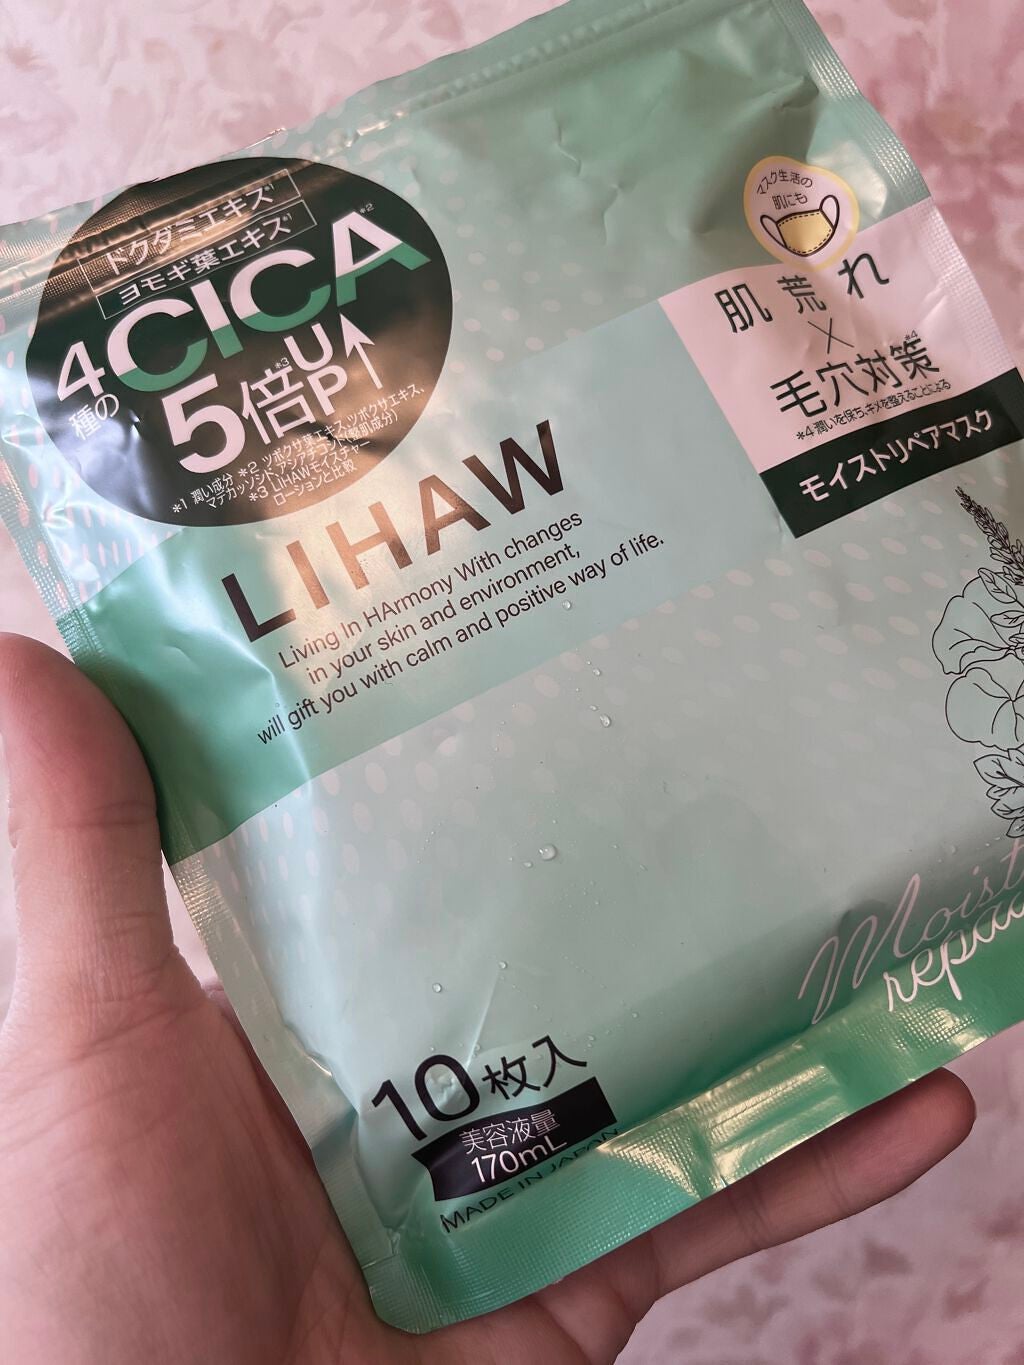 ドクダミエキス*1
ヨモギ葉エキス*1
4種のCICA*2
5倍*3UP
*1 潤い成分 *2 ツボクサ葉エキス、ツボクサエキス、
マデカッソシド、アシアチコシド(整肌成分)
*3 LIHAWモイスチャー
ローションと比較
マスク生活の
肌にも
肌荒れ
×
毛穴対策*4
*4 潤いを保ち、キメを整えることによる
モイストリペアマスク
LIHAW
Living In HArmony With changes
in your skin and environment,
will gift you with calm and positive way of life.
Moist
repai
10枚入
美容液量
170mL
MADE IN JAPAN